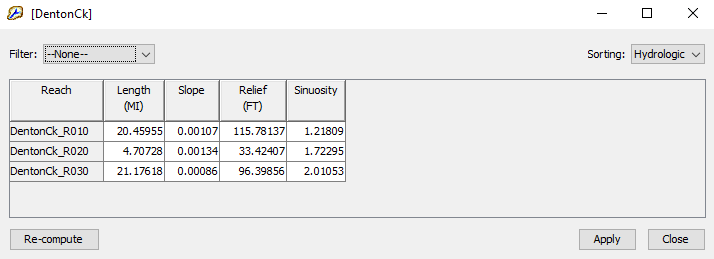 [DentonCk]
Filter: --None-- Sorting: Hydrologic
Reach Length (MI) Slope Relief (FT) Sinuosity
DentonCk_R010 20.45955 0.00107 115.78137 1.21809
DentonCk_R020 4.70728 0.00134 33.42407 1.72295
DentonCk_R030 21.17618 0.00086 96.39856 2.01053
Re-compute Apply Close